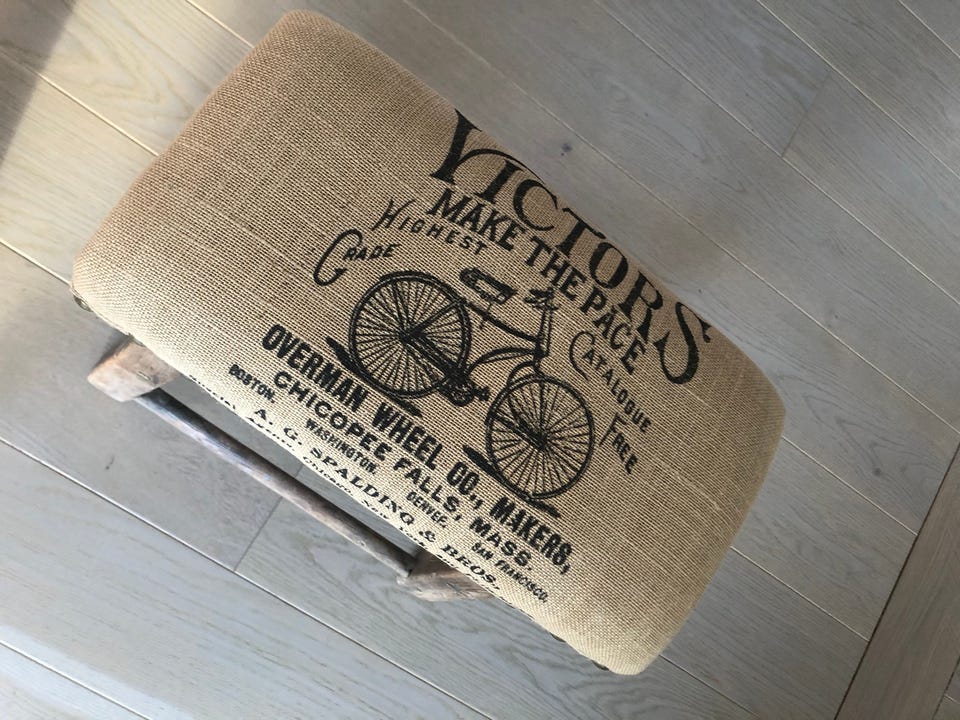 VICTORS
MAKE THE PACE
HIGHEST
GRADE
CATALOGUE
FREE
OVERMAN WHEEL CO., MAKERS,
CHICOPEE FALLS, MASS.
BOSTON. WASHINGTON. DENVER. SAN FRANCISCO.
A. G. SPALDING & BROS.,